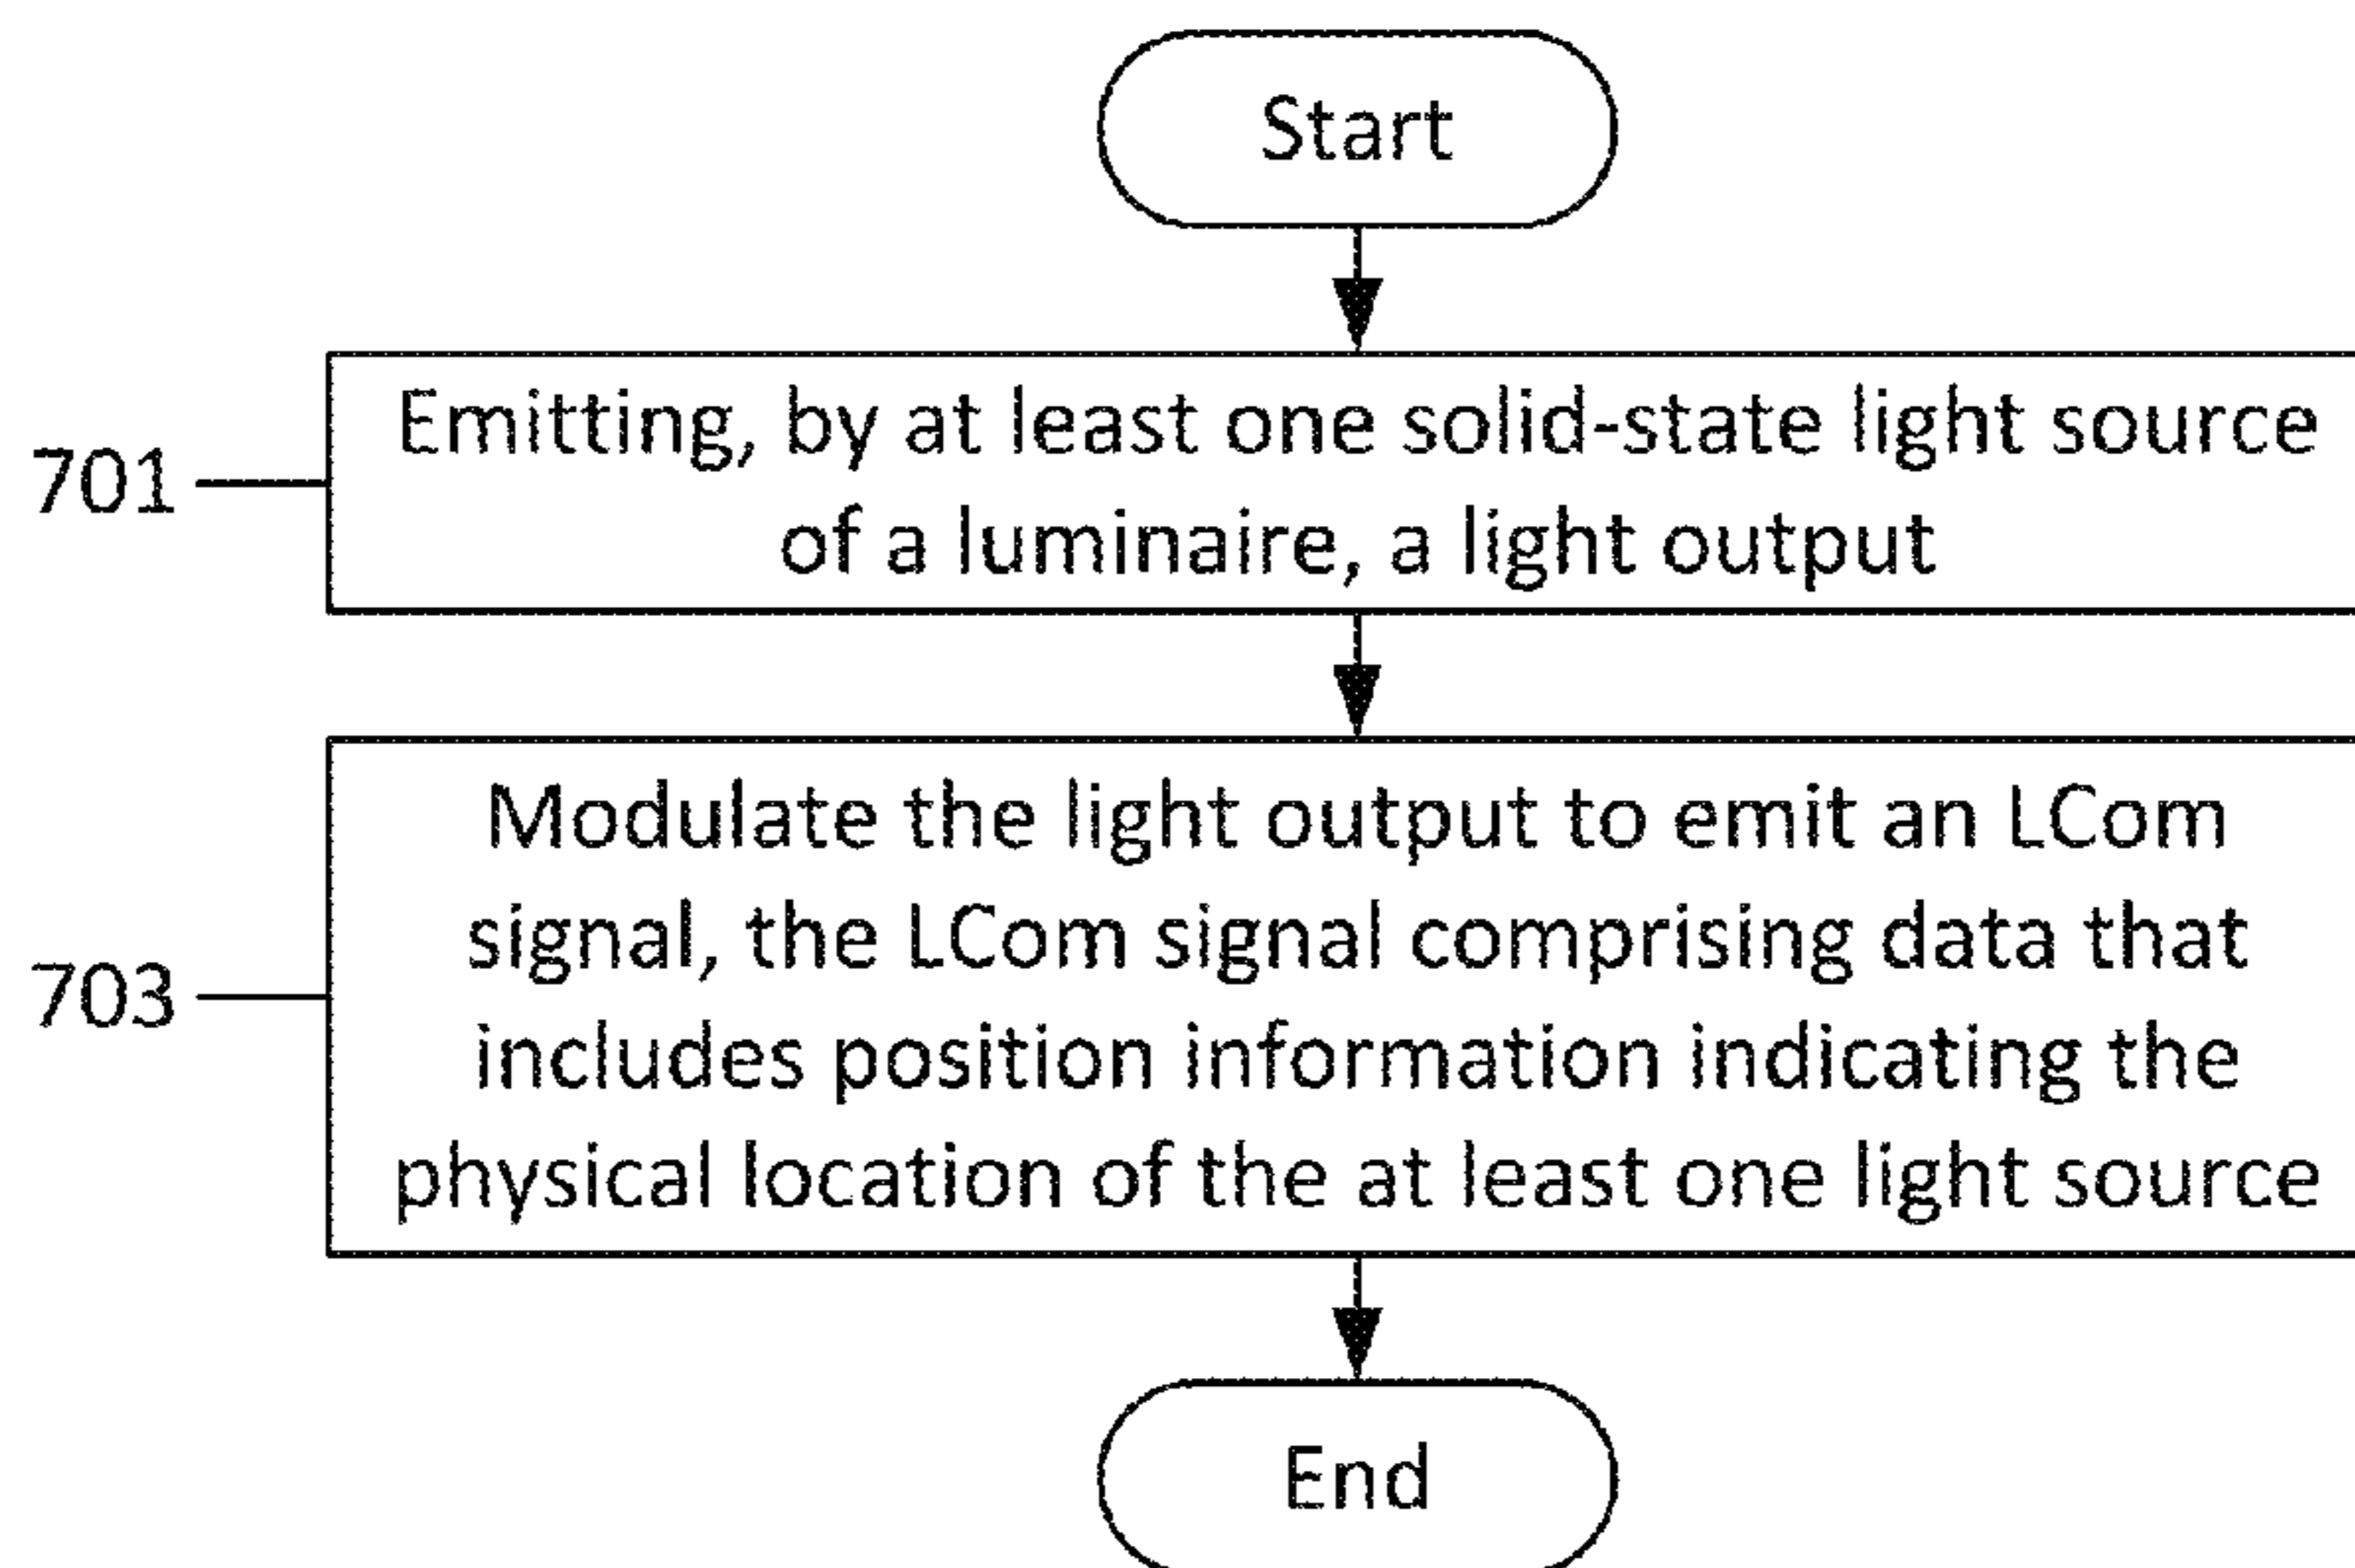 Start
701
Emitting, by at least one solid-state light source
of a luminaire, a light output
703
Modulate the light output to emit an LCom
signal, the LCom signal comprising data that
includes position information indicating the
physical location of the at least one light source
End